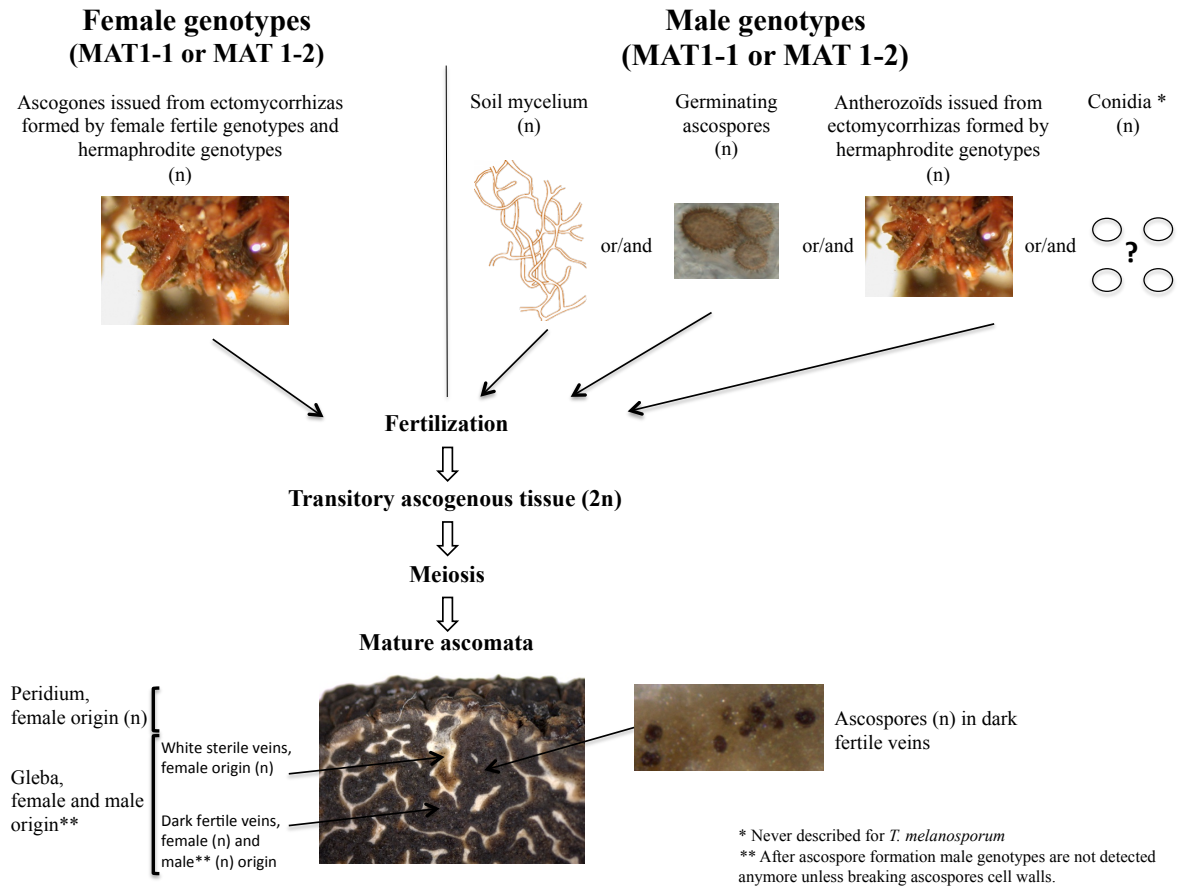 Female genotypes
(MAT1-1 or MAT 1-2)
Male genotypes
(MAT1-1 or MAT 1-2)
Ascogones issued from ectomycorrhizas
formed by female fertile genotypes and
hermaphrodite genotypes
(n)
Soil mycelium
(n)
Germinating
ascospores
(n)
Antherozoïds issued from
ectomycorrhizas formed by
hermaphrodite genotypes
(n)
Conidia *
(n)
or/and
or/and
or/and
?
Fertilization
Transitory ascogenous tissue (2n)
Meiosis
Mature ascomata
Peridium,
female origin (n)
Gleba,
female and male
origin**
White sterile veins,
female origin (n)
Dark fertile veins,
female (n) and
male** (n) origin
Ascospores (n) in dark
fertile veins
* Never described for T. melanosporum
** After ascospore formation male genotypes are not detected
anymore unless breaking ascospores cell walls.